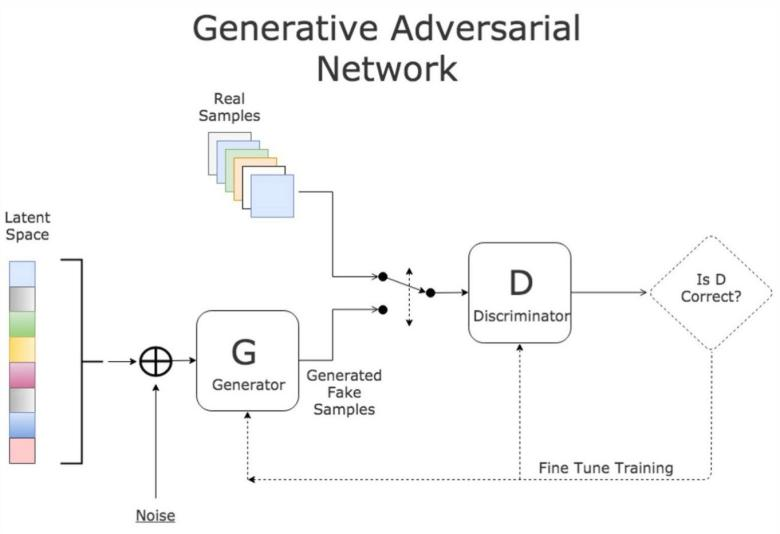 Generative Adversarial
Network
Real
Samples
Latent
Space
G
Generator
Generated
Fake
Samples
D
Discriminator
Is D
Correct?
Fine Tune Training
Noise